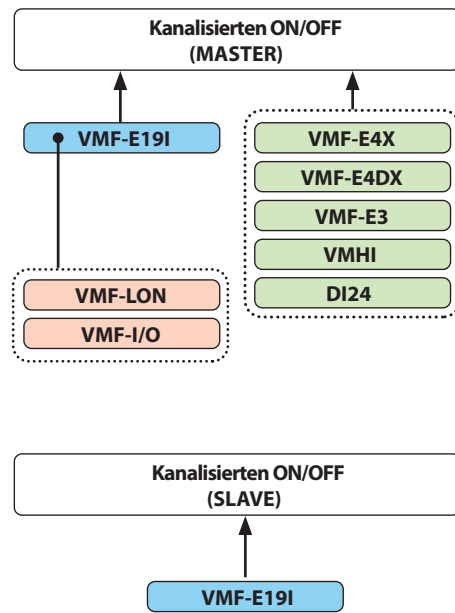 Kanalisierten ON/OFF
(MASTER)
VMF-E19I
VMF-LON
VMF-I/O
VMF-E4X
VMF-E4DX
VMF-E3
VMHI
DI24
Kanalisierten ON/OFF
(SLAVE)
VMF-E19I